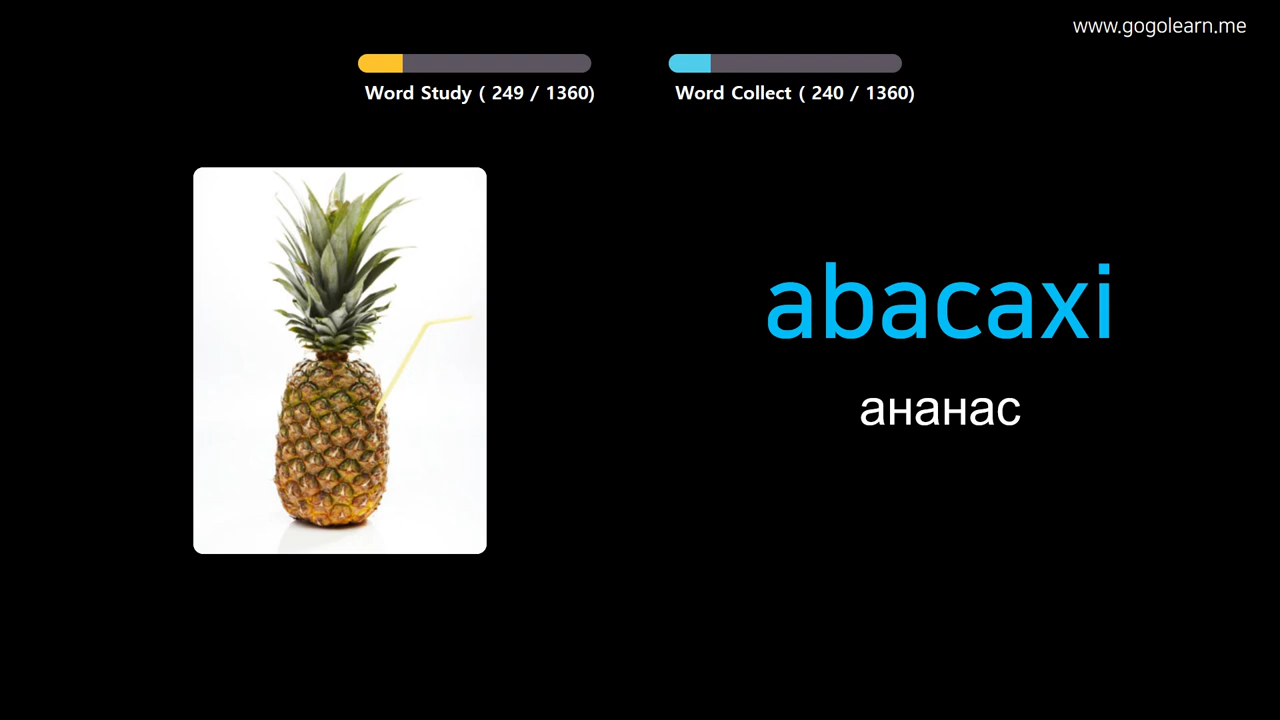 www.gogolearn.me
Word Study ( 249 / 1360)
Word Collect ( 240 / 1360)
abacaxi
ананас